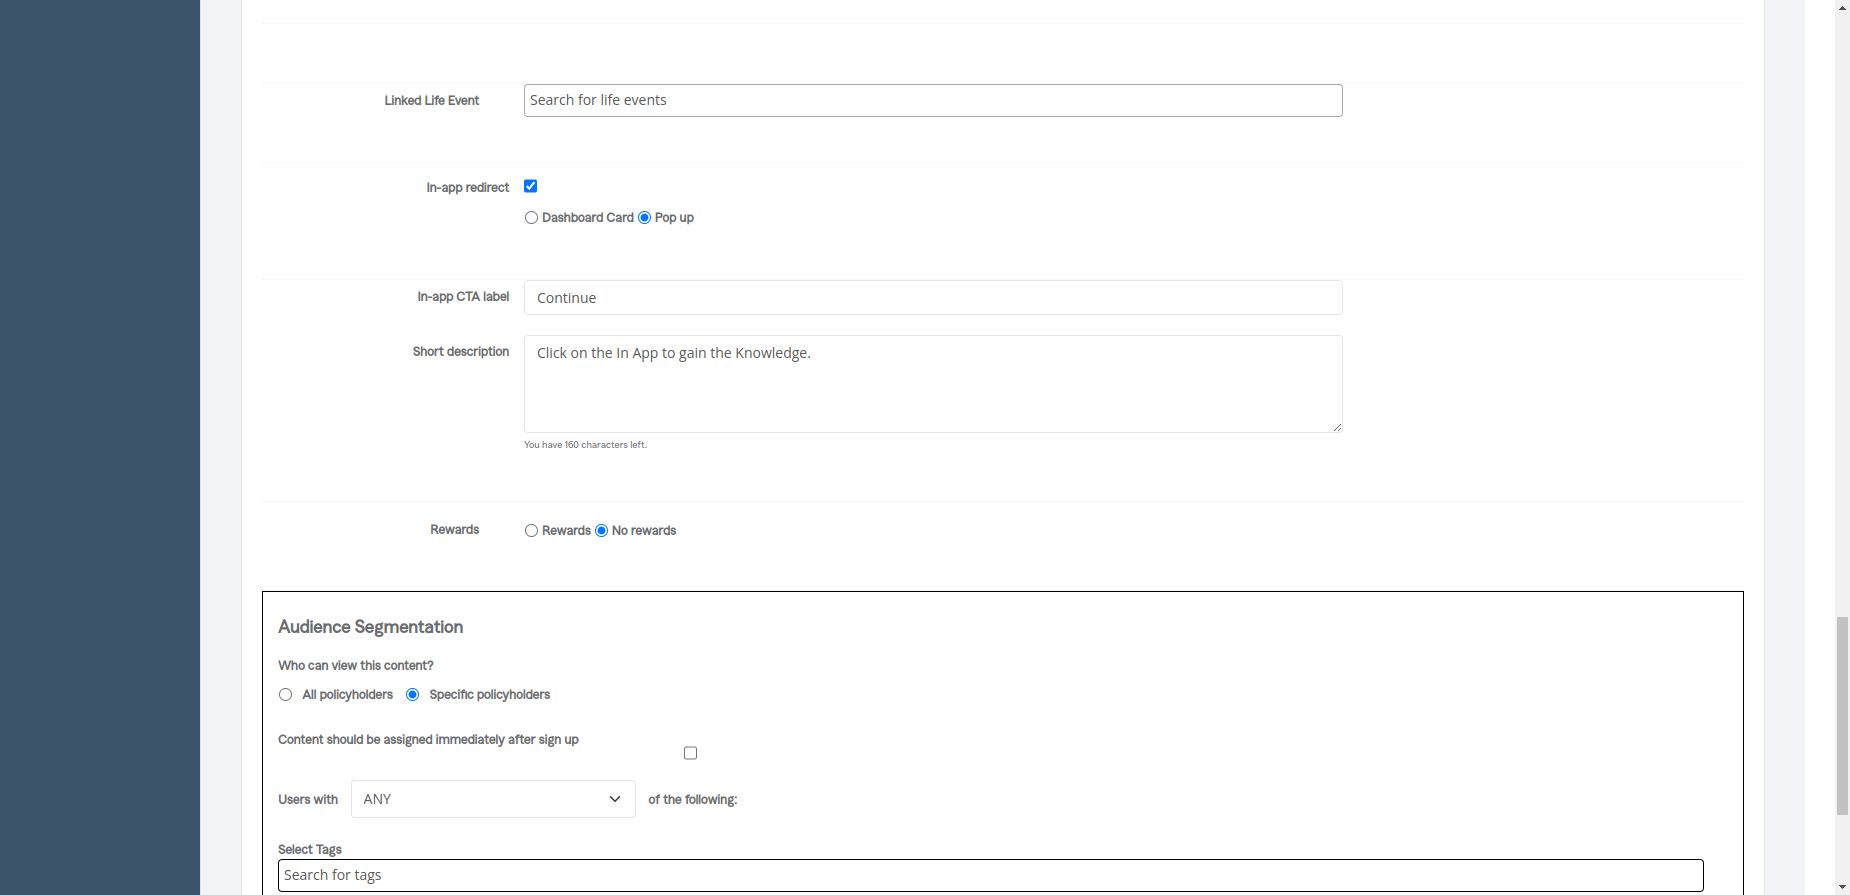 Linked Life Event
Search for life events
In-app redirect
Dashboard Card Pop up
In-app CTA label
Continue
Short description
Click on the In App to gain the Knowledge.
You have 160 characters left.
Rewards
Rewards No rewards
Audience Segmentation
Who can view this content?
All policyholders Specific policyholders
Content should be assigned immediately after sign up
Users with ANY of the following:
Select Tags
Search for tags